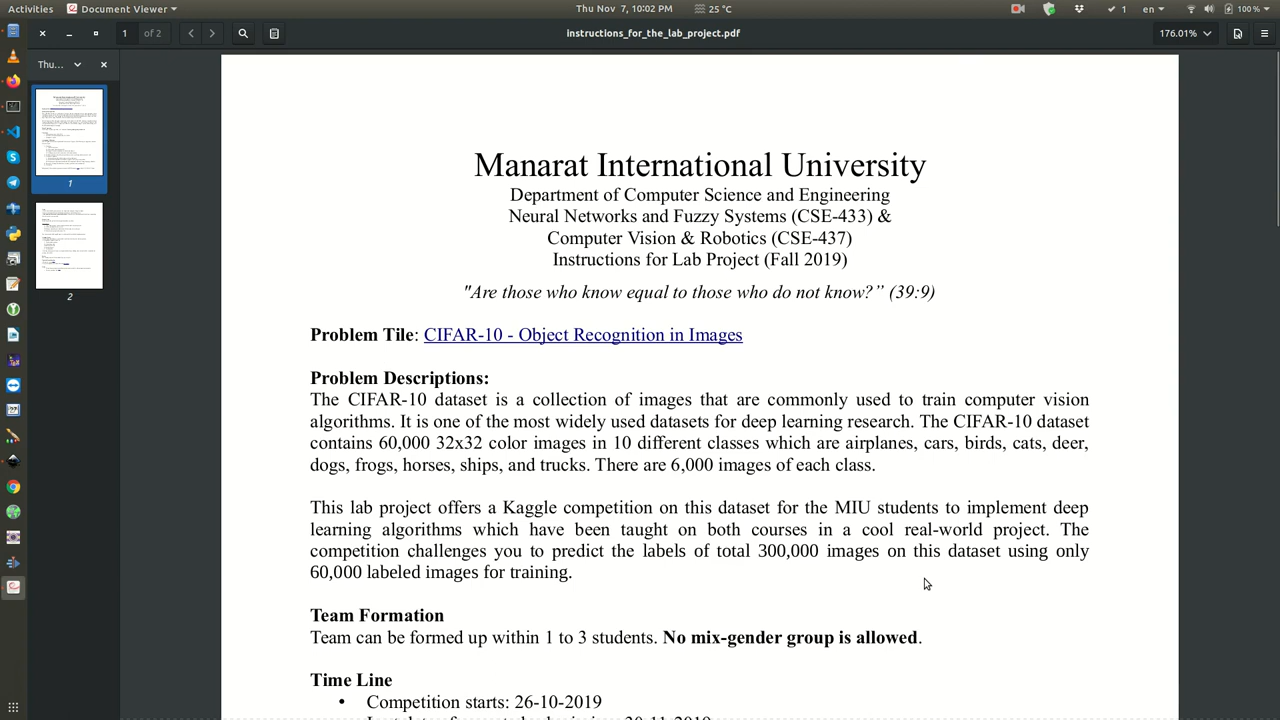 Activities Document Viewer Thu Nov 7, 10:02 PM 25 °C 1 en 100 %
1 of 2 instructions_for_the_lab_project.pdf 176.01%
Thu...
1
2
Manarat International University
Department of Computer Science and Engineering
Neural Networks and Fuzzy Systems (CSE-433) &
Computer Vision & Robotics (CSE-437)
Instructions for Lab Project (Fall 2019)
"Are those who know equal to those who do not know?” (39:9)
Problem Tile: CIFAR-10 - Object Recognition in Images
Problem Descriptions:
The CIFAR-10 dataset is a collection of images that are commonly used to train computer vision
algorithms. It is one of the most widely used datasets for deep learning research. The CIFAR-10 dataset
contains 60,000 32x32 color images in 10 different classes which are airplanes, cars, birds, cats, deer,
dogs, frogs, horses, ships, and trucks. There are 6,000 images of each class.
This lab project offers a Kaggle competition on this dataset for the MIU students to implement deep
learning algorithms which have been taught on both courses in a cool real-world project. The
competition challenges you to predict the labels of total 300,000 images on this dataset using only
60,000 labeled images for training.
Team Formation
Team can be formed up within 1 to 3 students. No mix-gender group is allowed.
Time Line
• Competition starts: 26-10-2019